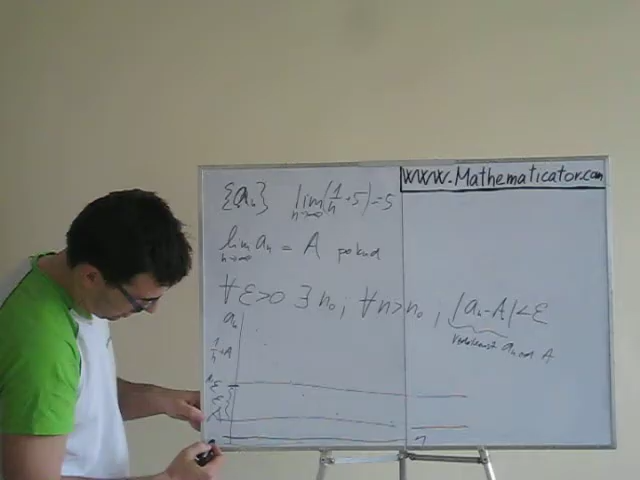 www.Mathematicator.com
{aₙ} lim n→∞ (1/n + 5) = 5
lim n→∞ aₙ = A pokud
∀ ε>0 ∃ n₀ ; ∀n>n₀ ; |aₙ-A|<ε
vzdálenost aₙ od A
aₙ
1/n + A
ε
A